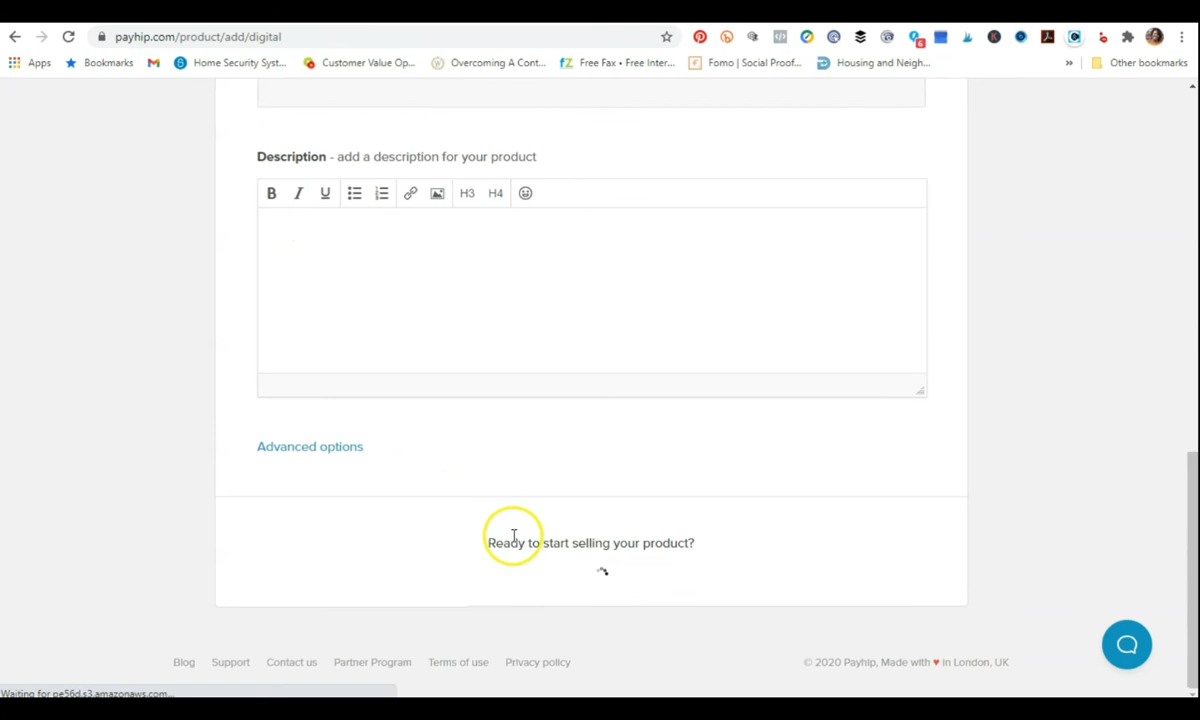 payhip.com/product/add/digital
6
Apps Bookmarks Home Security Syst... Customer Value Op... Overcoming A Cont... Free Fax • Free Inter... Fomo | Social Proof... Housing and Neigh... » Other bookmarks
Description - add a description for your product
B I U H3 H4
Advanced options
Ready to start selling your product?
Blog Support Contact us Partner Program Terms of use Privacy policy © 2020 Payhip, Made with ♥ in London, UK
Waiting for pe56d.s3.amazonaws.com...